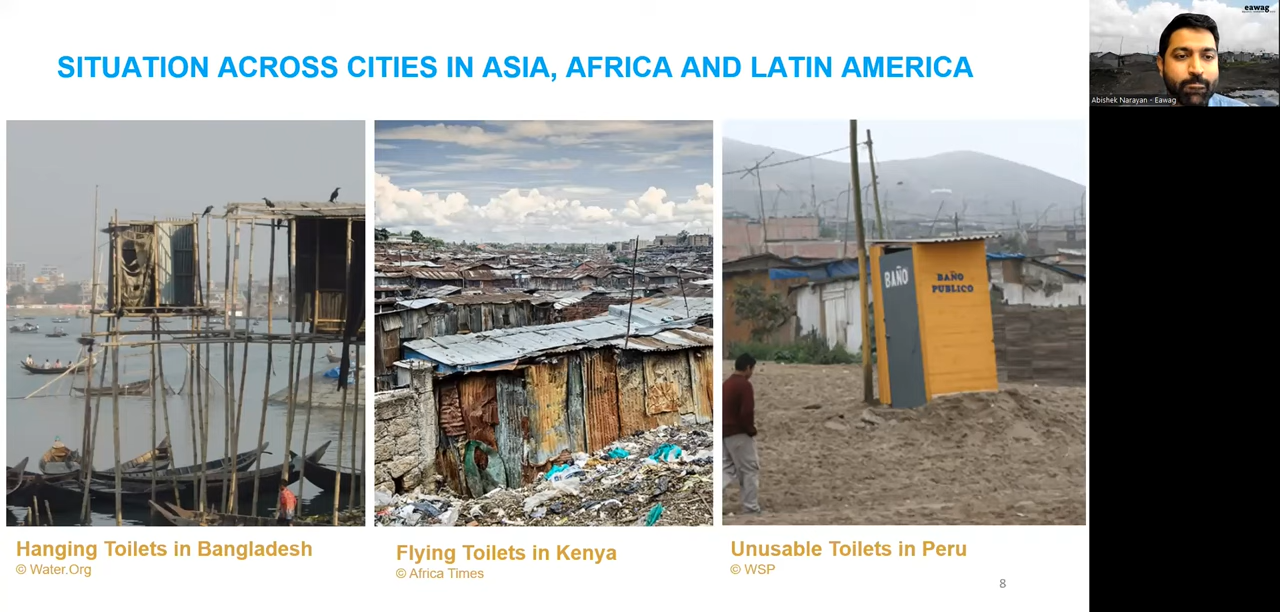 SITUATION ACROSS CITIES IN ASIA, AFRICA AND LATIN AMERICA
eawag
Abishek Narayan - Eawag
BAÑO
BAÑO
PUBLICO
Hanging Toilets in Bangladesh
© Water.Org
Flying Toilets in Kenya
© Africa Times
Unusable Toilets in Peru
© WSP
8